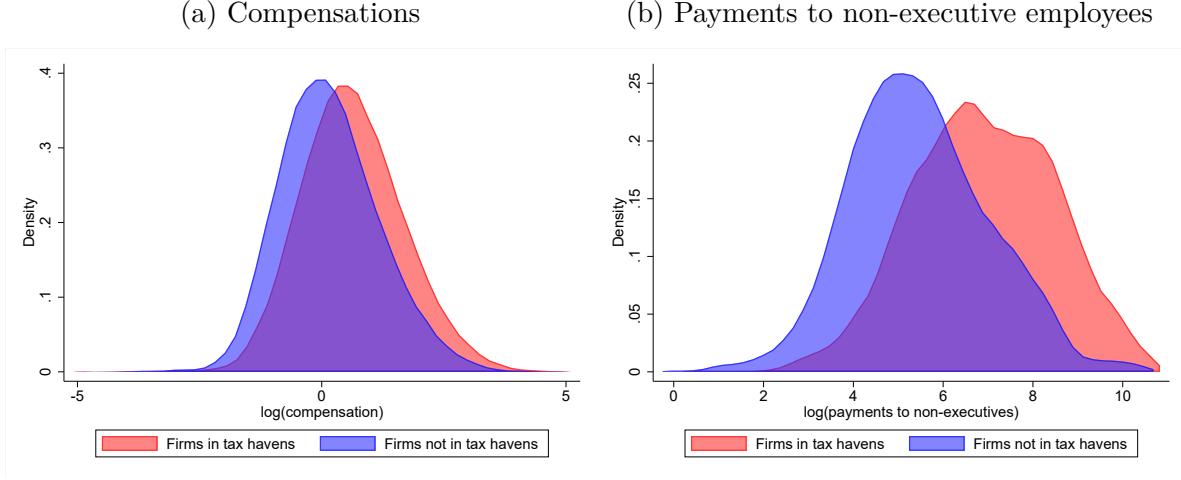 (a) Compensations
Density
.4
.3
.2
.1
0
-5
0
5
log(compensation)
Firms in tax havens
Firms not in tax havens
(b) Payments to non-executive employees
Density
.25
.2
.15
.1
.05
0
0
2
4
6
8
10
log(payments to non-executives)
Firms in tax havens
Firms not in tax havens